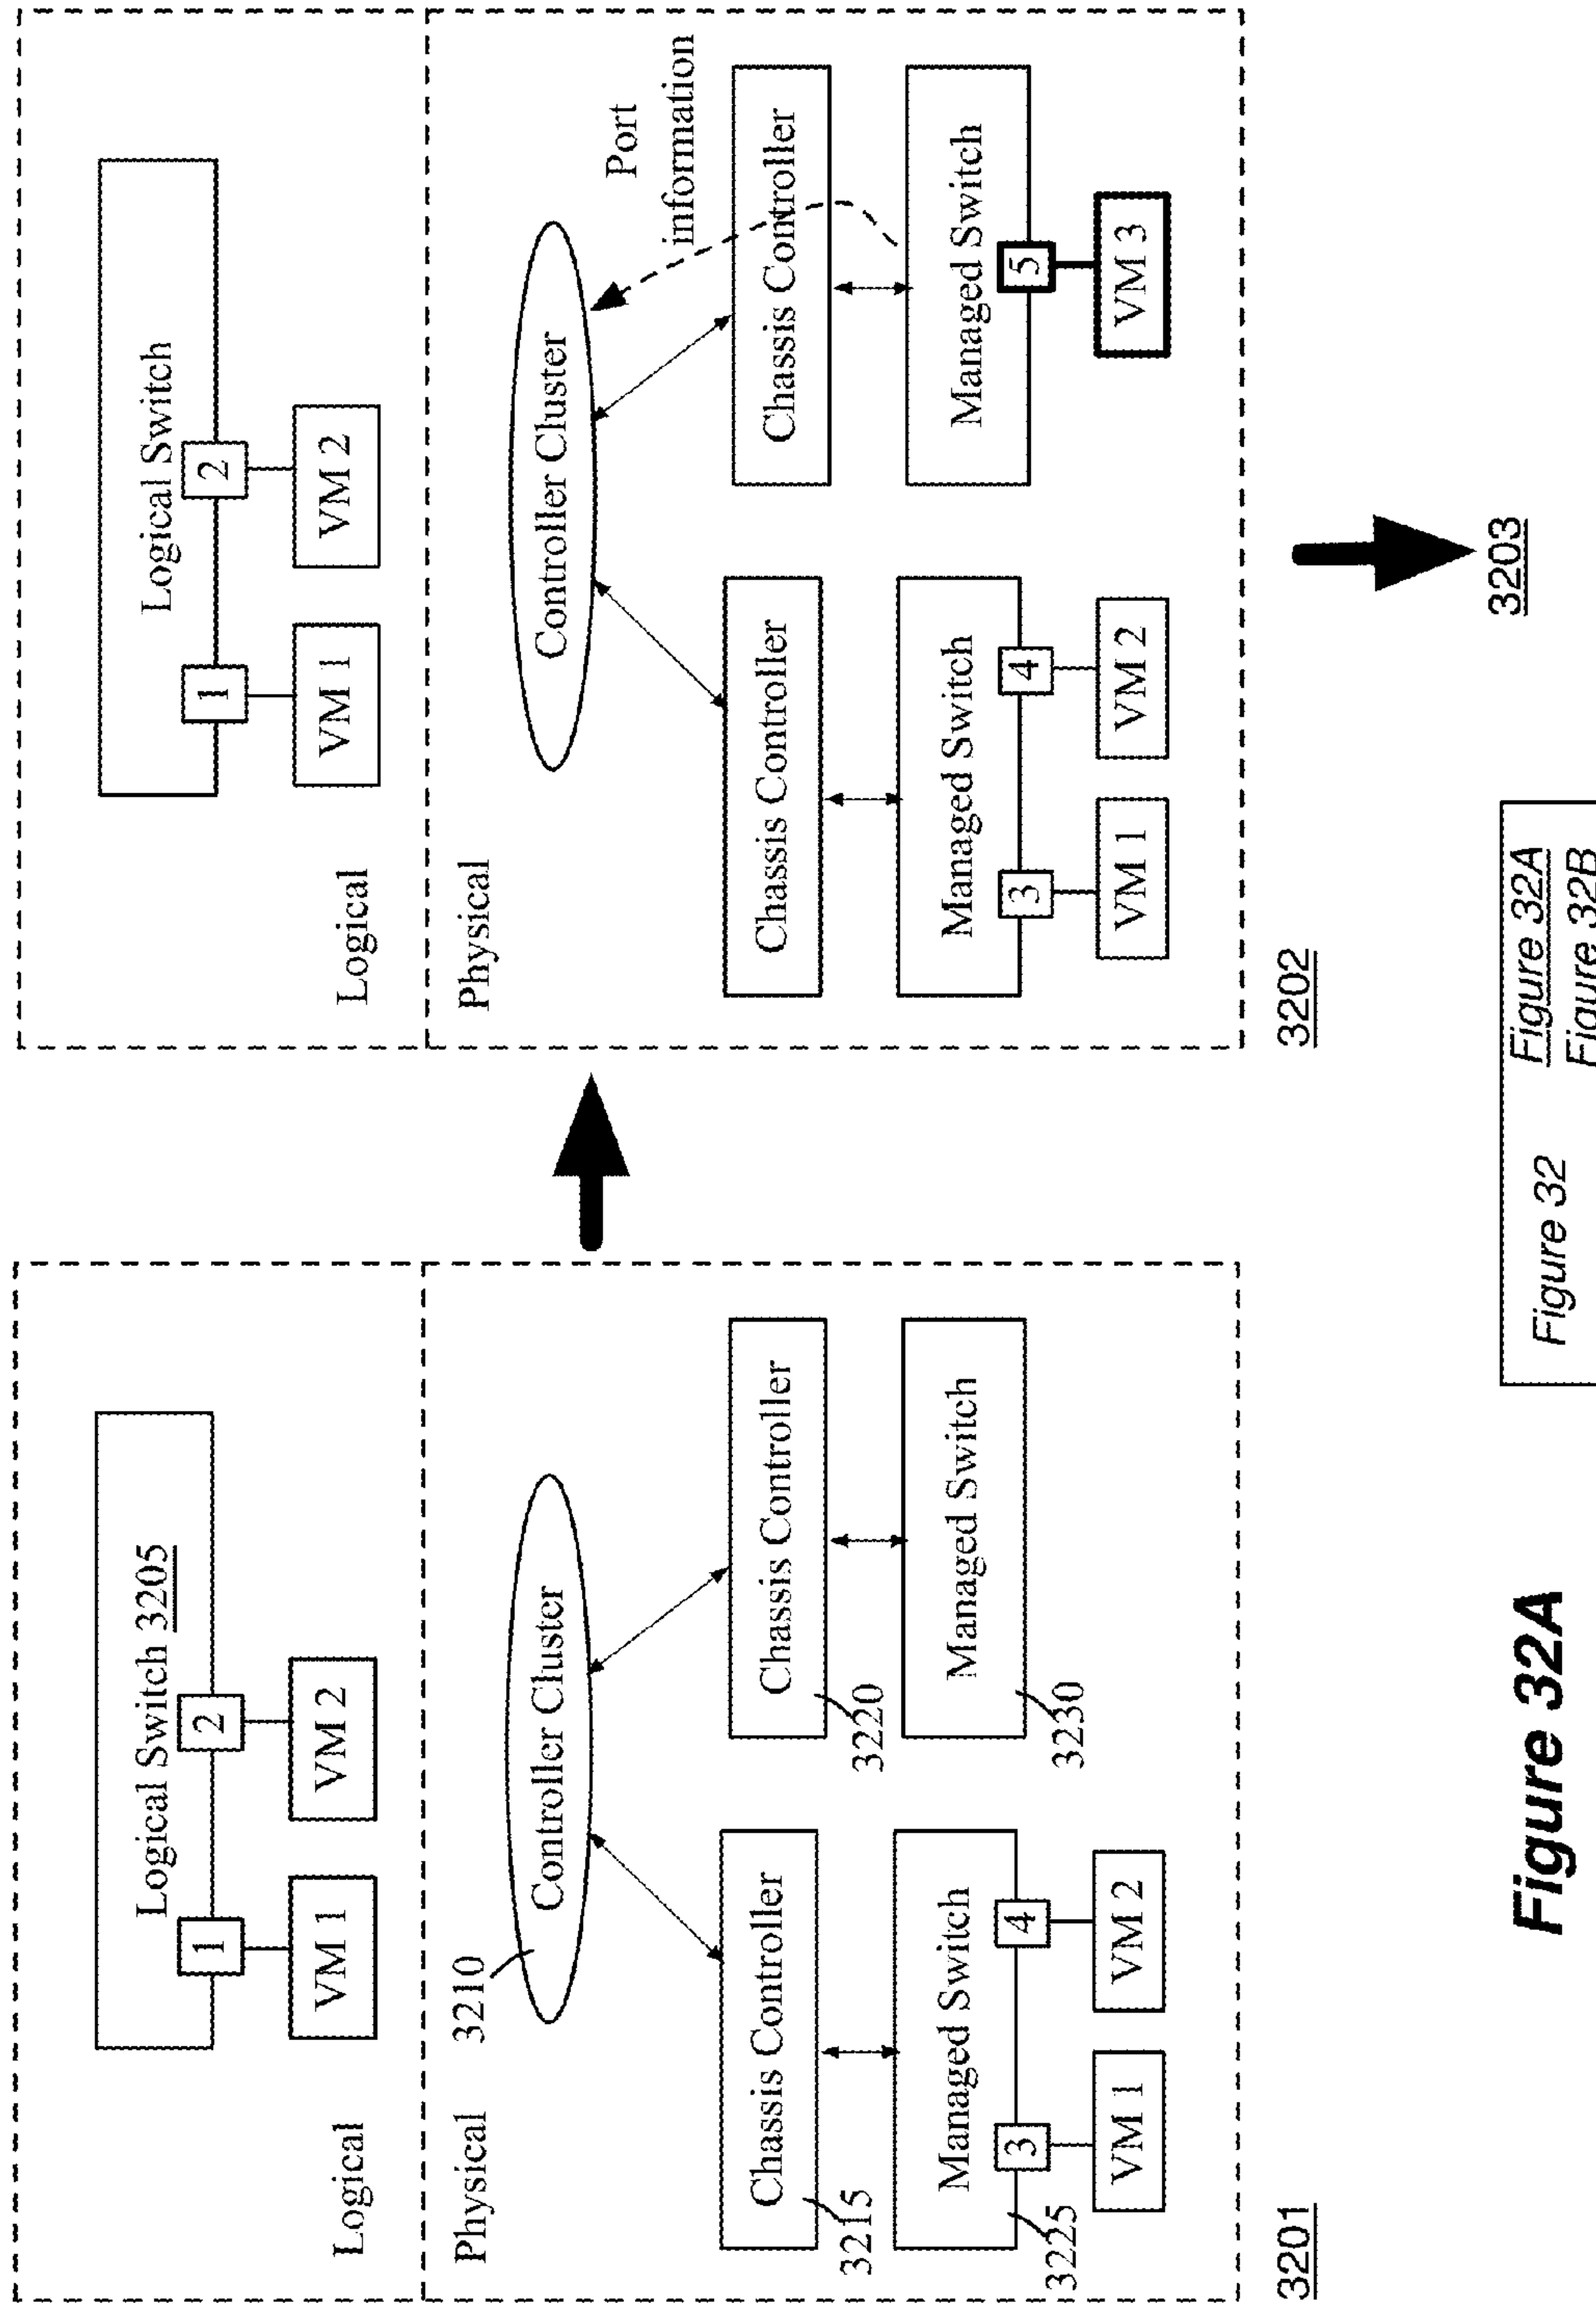 Logical Switch 3205
1
2
VM 1
VM 2
Logical
Physical
3210
Controller Cluster
Chassis Controller
Chassis Controller
3215
3220
Managed Switch
Managed Switch
3
4
3225
3230
VM 1
VM 2
3201
Logical Switch
1
2
VM 1
VM 2
Logical
Physical
Controller Cluster
Port
information
Chassis Controller
Chassis Controller
Managed Switch
Managed Switch
3
4
5
VM 1
VM 2
VM 3
3202
3203
Figure 32A
Figure 32
Figure 32A
Figure 32B